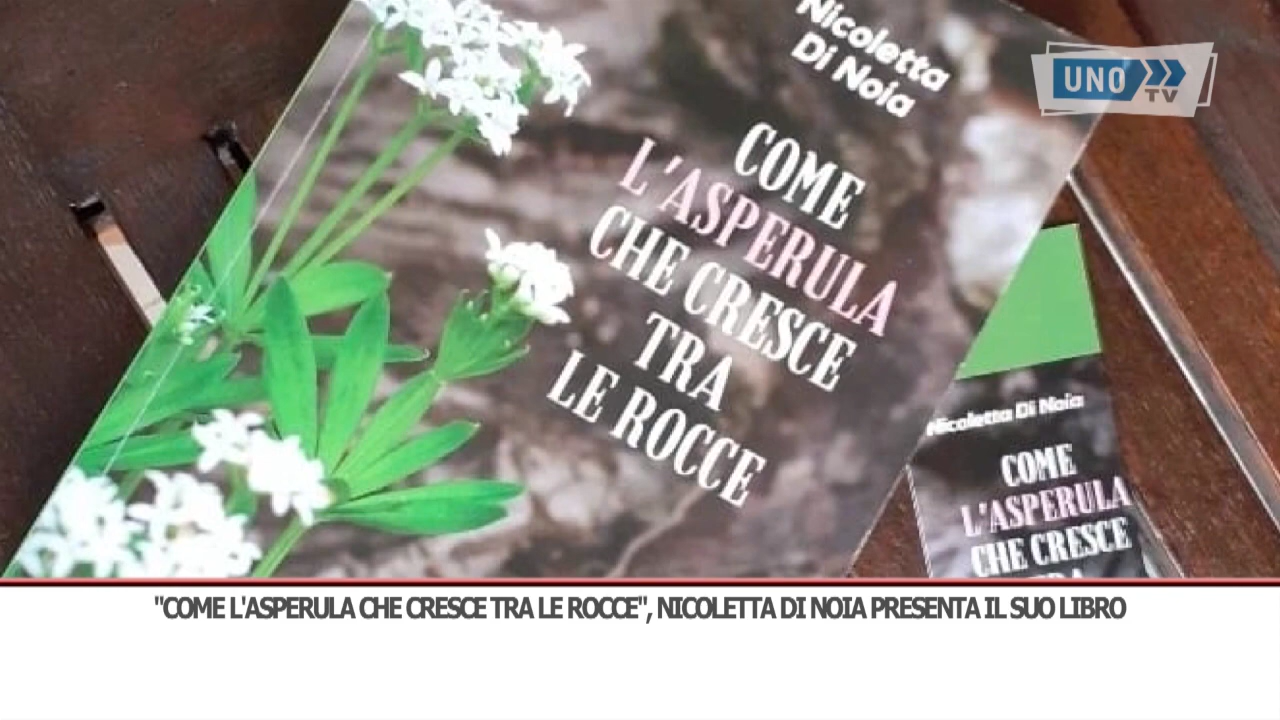 Nicoletta
Di Noia
COME
L'ASPERULA
CHE CRESCE
TRA
LE ROCCE
UNO
TV
Nicoletta Di Noia
COME
L'ASPERULA
CHE CRESCE
TRA
"COME L'ASPERULA CHE CRESCE TRA LE ROCCE", NICOLETTA DI NOIA PRESENTA IL SUO LIBRO